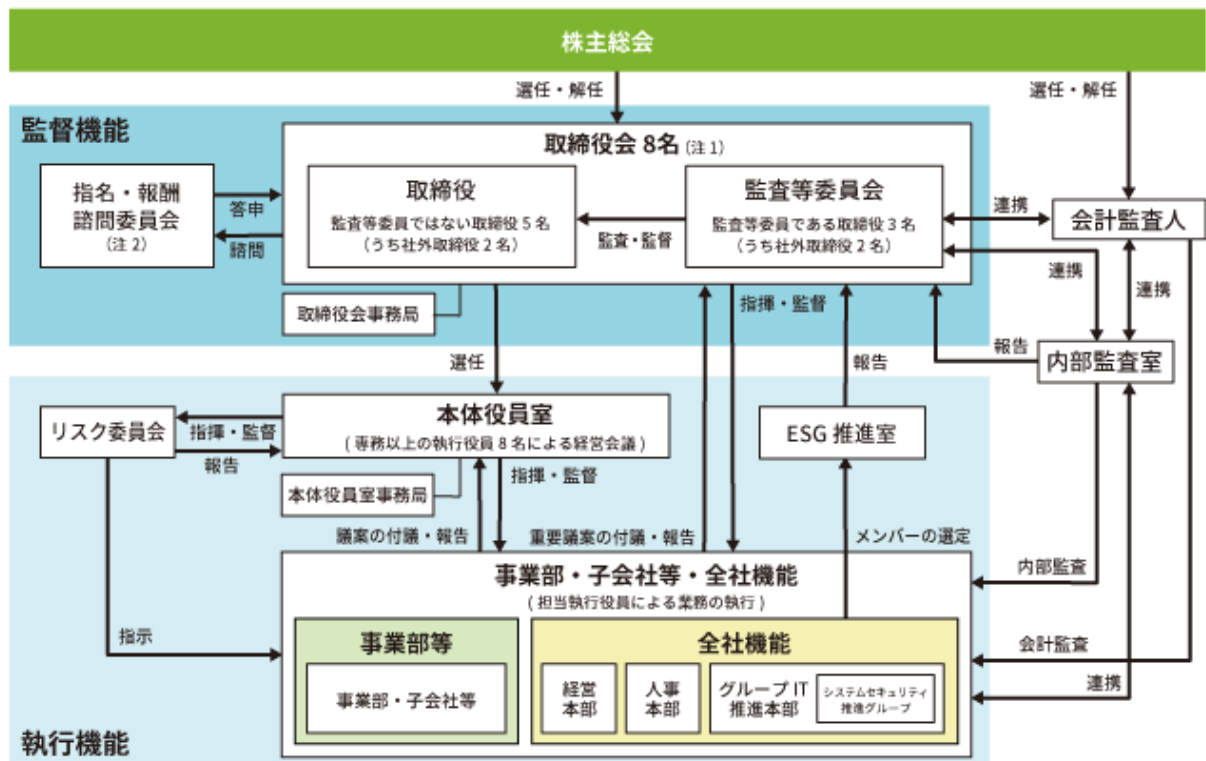 株主総会
選任・解任
選任・解任
監督機能
取締役会 8名 (注1)
指名・報酬
諮問委員会
(注2)
答申
諮問
取締役
監査等委員ではない取締役5名
(うち社外取締役2名)
監査・監督
監査等委員会
監査等委員である取締役3名
(うち社外取締役2名)
連携
会計監査人
連携
連携
取締役会事務局
指揮・監督
選任
報告
報告
内部監査室
リスク委員会
指揮・監督
報告
本体役員室
(専務以上の執行役員8名による経営会議)
ESG 推進室
本体役員室事務局
指揮・監督
議案の付議・報告
重要議案の付議・報告
メンバーの選定
事業部・子会社等・全社機能
(担当執行役員による業務の執行)
内部監査
指示
事業部等
事業部・子会社等
全社機能
経営
本部
人事
本部
グループ IT
推進本部
システムセキュリティ
推進グループ
会計監査
連携
執行機能